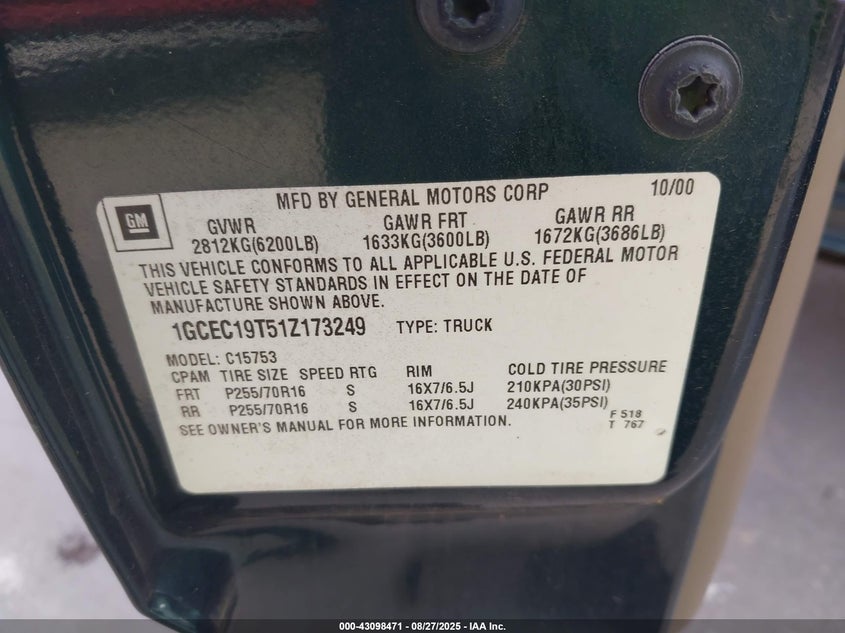 MFD BY GENERAL MOTORS CORP 10/00
GM
GVWR GAWR FRT GAWR RR
2812KG(6200LB) 1633KG(3600LB) 1672KG(3686LB)
THIS VEHICLE CONFORMS TO ALL APPLICABLE U.S. FEDERAL MOTOR
VEHICLE SAFETY STANDARDS IN EFFECT ON THE DATE OF
MANUFACTURE SHOWN ABOVE.
1GCEC19T51Z173249 TYPE: TRUCK
MODEL: C15753
CPAM TIRE SIZE SPEED RTG RIM COLD TIRE PRESSURE
FRT P255/70R16 S 16X7/6.5J 210KPA(30PSI)
RR P255/70R16 S 16X7/6.5J 240KPA(35PSI)
SEE OWNER'S MANUAL FOR MORE INFORMATION.
F 518
T 767
000-43098471 - 08/27/2025 - IAA Inc.